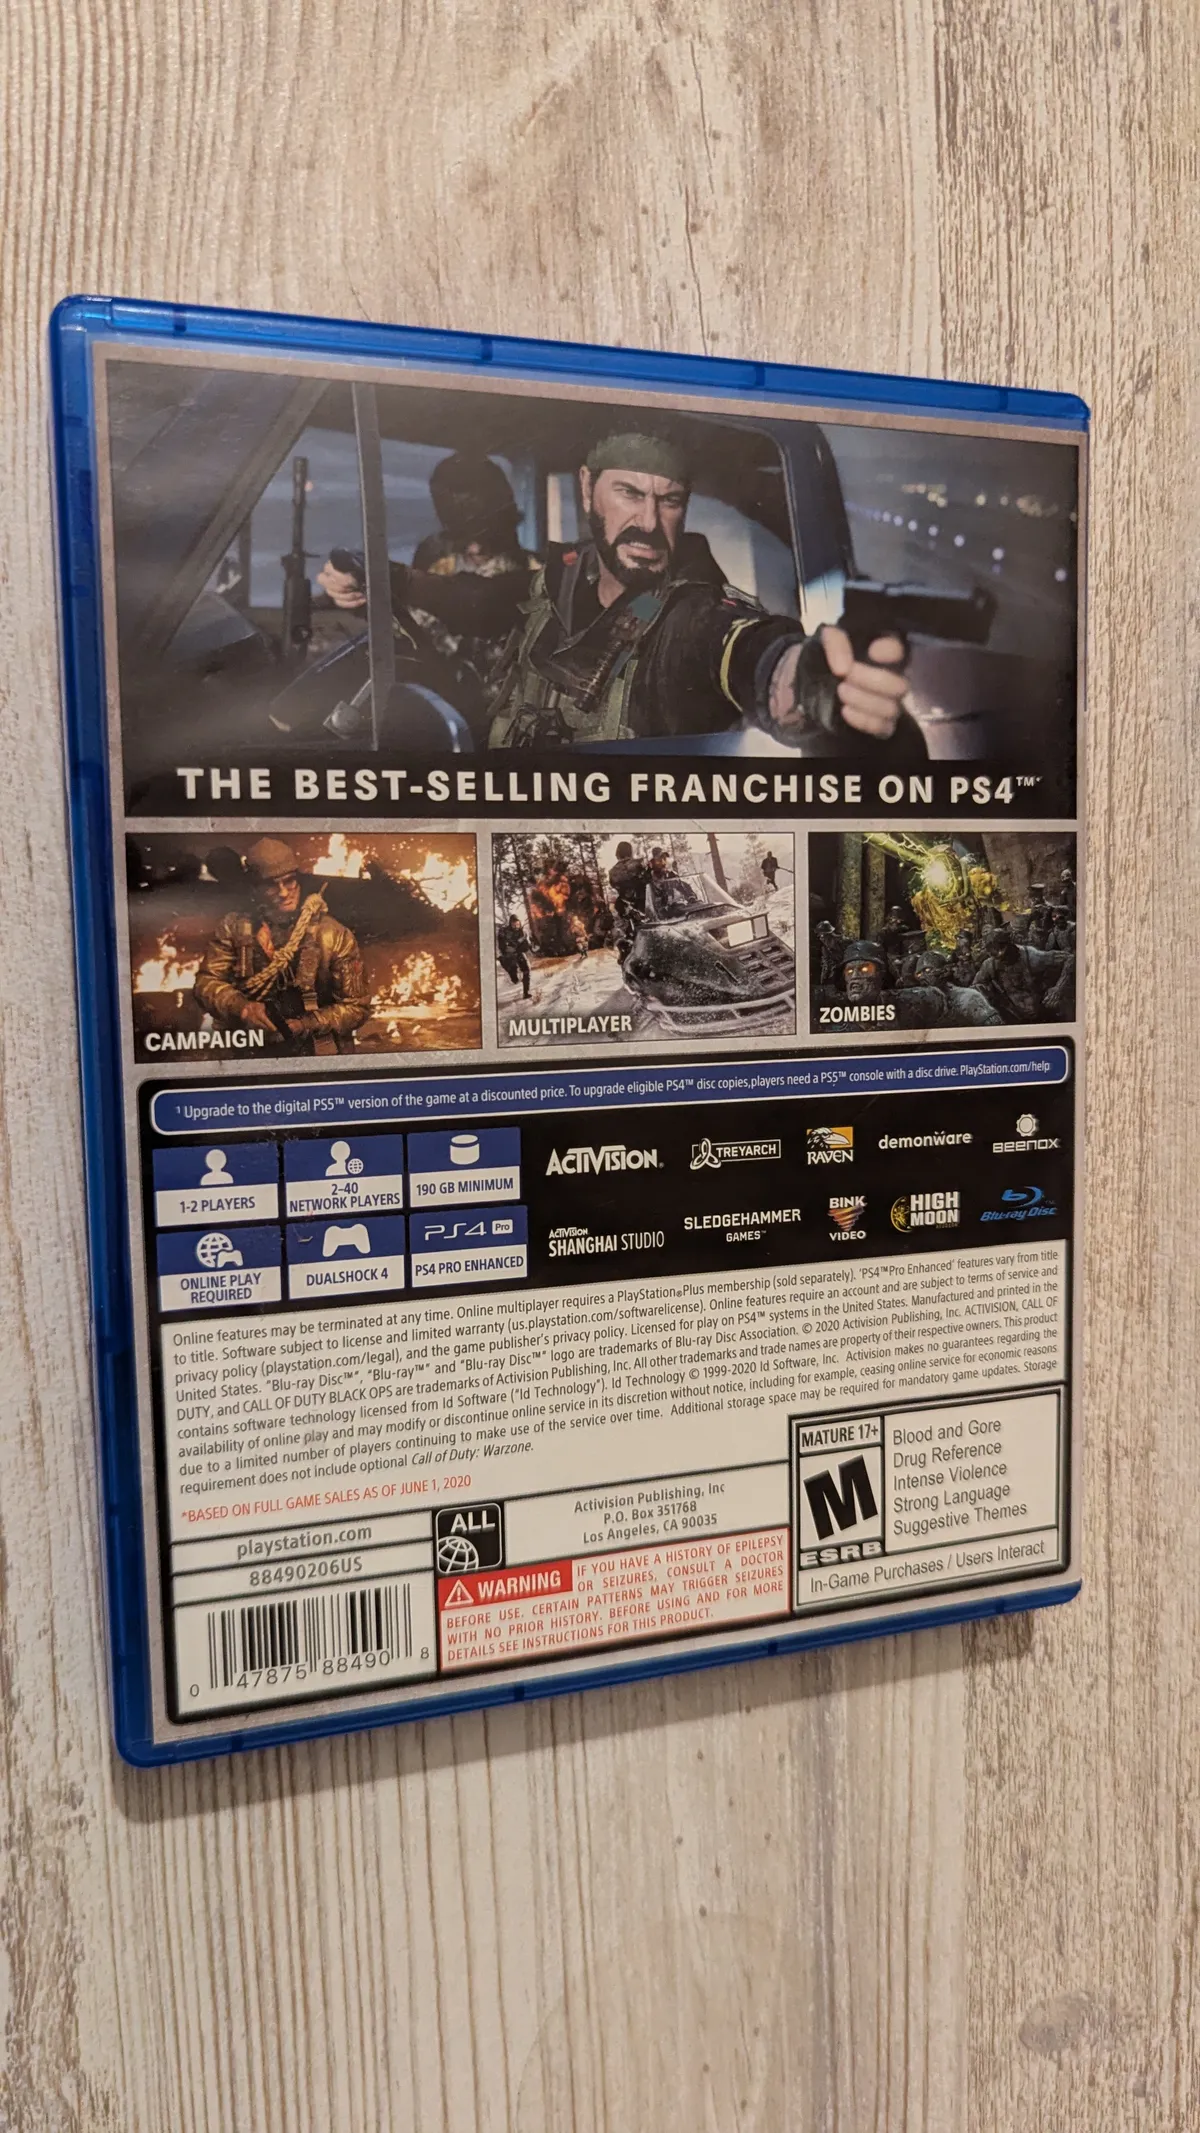 THE BEST-SELLING FRANCHISE ON PS4™*
CAMPAIGN
MULTIPLAYER
ZOMBIES
¹ Upgrade to the digital PS5™ version of the game at a discounted price. To upgrade eligible PS4™ disc copies,players need a PS5™ console with a disc drive. PlayStation.com/help
1-2 PLAYERS
2–40
NETWORK PLAYERS
190 GB MINIMUM
ONLINE PLAY
REQUIRED
DUALSHOCK 4
PS4 Pro
PS4 PRO ENHANCED
ACTIVISION.
TREYARCH
RAVEN
demonware
BEENOX
ACTIVISION
SHANGHAI STUDIO
SLEDGEHAMMER
GAMES™
BINK
VIDEO
HIGH
MOON
Blu-ray Disc
Online features may be terminated at any time. Online multiplayer requires a PlayStation®Plus membership (sold separately). 'PS4™Pro Enhanced' features vary from title
to title. Software subject to license and limited warranty (us.playstation.com/softwarelicense). Online features require an account and are subject to terms of service and
privacy policy (playstation.com/legal), and the game publisher's privacy policy. Licensed for play on PS4™ systems in the United States. Manufactured and printed in the
United States. "Blu-ray Disc™", "Blu-ray™" and "Blu-ray Disc™" logo are trademarks of Blu-ray Disc Association. © 2020 Activision Publishing, Inc. ACTIVISION, CALL OF
DUTY, and CALL OF DUTY BLACK OPS are trademarks of Activision Publishing, Inc. All other trademarks and trade names are property of their respective owners. This product
contains software technology licensed from Id Software ("Id Technology"). Id Technology © 1999-2020 Id Software, Inc. Activision makes no guarantees regarding the
availability of online play and may modify or discontinue online service in its discretion without notice, including for example, ceasing online service for economic reasons
due to a limited number of players continuing to make use of the service over time. Additional storage space may be required for mandatory game updates. Storage
requirement does not include optional Call of Duty: Warzone.
*BASED ON FULL GAME SALES AS OF JUNE 1, 2020
playstation.com
88490206US
0 47875 88490 8
ALL
Activision Publishing, Inc
P.O. Box 351768
Los Angeles, CA 90035
WARNING IF YOU HAVE A HISTORY OF EPILEPSY
OR SEIZURES, CONSULT A DOCTOR
BEFORE USE. CERTAIN PATTERNS MAY TRIGGER SEIZURES
WITH NO PRIOR HISTORY. BEFORE USING AND FOR MORE
DETAILS SEE INSTRUCTIONS FOR THIS PRODUCT.
MATURE 17+
M
ESRB
Blood and Gore
Drug Reference
Intense Violence
Strong Language
Suggestive Themes
In-Game Purchases / Users Interact